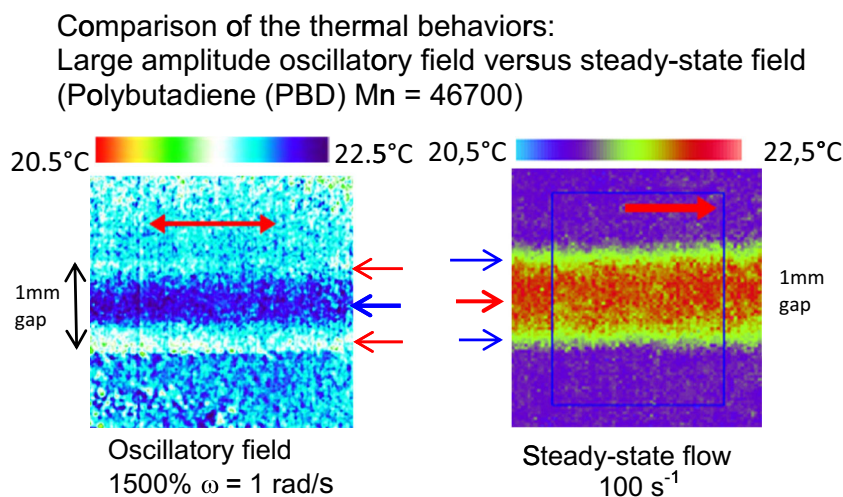 Comparison of the thermal behaviors:
Large amplitude oscillatory field versus steady-state field
(Polybutadiene (PBD) Mn = 46700)
20.5°C
22.5°C
20,5°C
22,5°C
1mm
gap
1mm
gap
Oscillatory field
1500% ω = 1 rad/s
Steady-state flow
100 s⁻¹